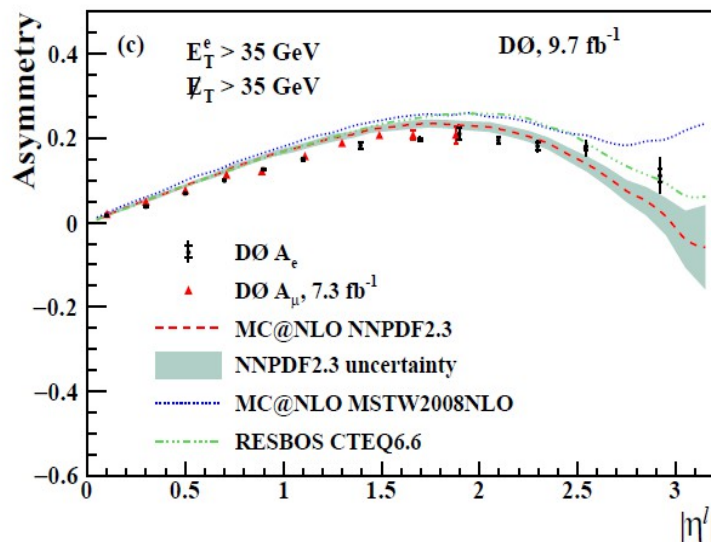 (c)
E_T^e > 35 GeV
E̸_T > 35 GeV
DØ, 9.7 fb⁻¹
Asymmetry
0.4
0.2
0
−0.2
−0.4
−0.6
DØ A_e
DØ A_μ, 7.3 fb⁻¹
MC@NLO NNPDF2.3
NNPDF2.3 uncertainty
MC@NLO MSTW2008NLO
RESBOS CTEQ6.6
0 0.5 1 1.5 2 2.5 3
|η^l